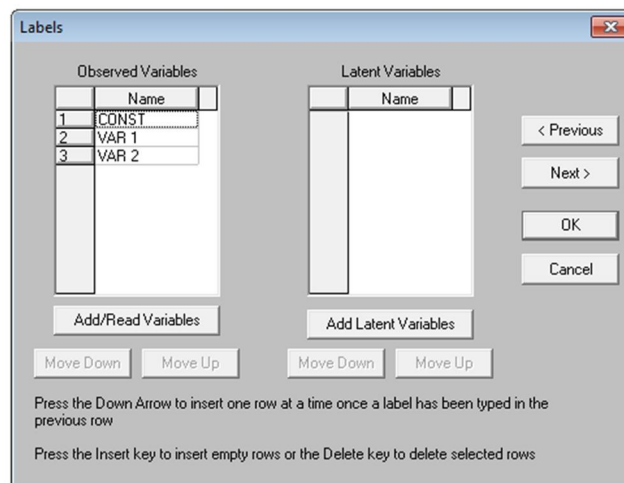 Labels
Observed Variables
Name
1 CONST
2 VAR 1
3 VAR 2
Add/Read Variables
Move Down Move Up
Latent Variables
Name
Add Latent Variables
Move Down Move Up
< Previous
Next >
OK
Cancel
Press the Down Arrow to insert one row at a time once a label has been typed in the
previous row
Press the Insert key to insert empty rows or the Delete key to delete selected rows